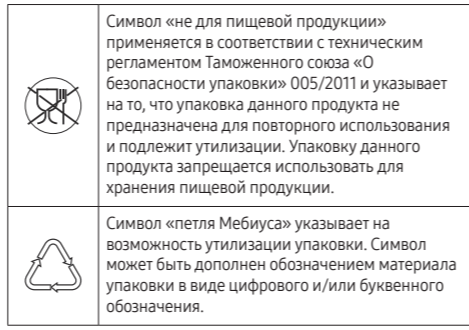 Символ «не для пищевой продукции»
применяется в соответствии с техническим
регламентом Таможенного союза «О
безопасности упаковки» 005/2011 и указывает
на то, что упаковка данного продукта не
предназначена для повторного использования
и подлежит утилизации. Упаковку данного
продукта запрещается использовать для
хранения пищевой продукции.
Символ «петля Мебиуса» указывает на
возможность утилизации упаковки. Символ
может быть дополнен обозначением материала
упаковки в виде цифрового и/или буквенного
обозначения.